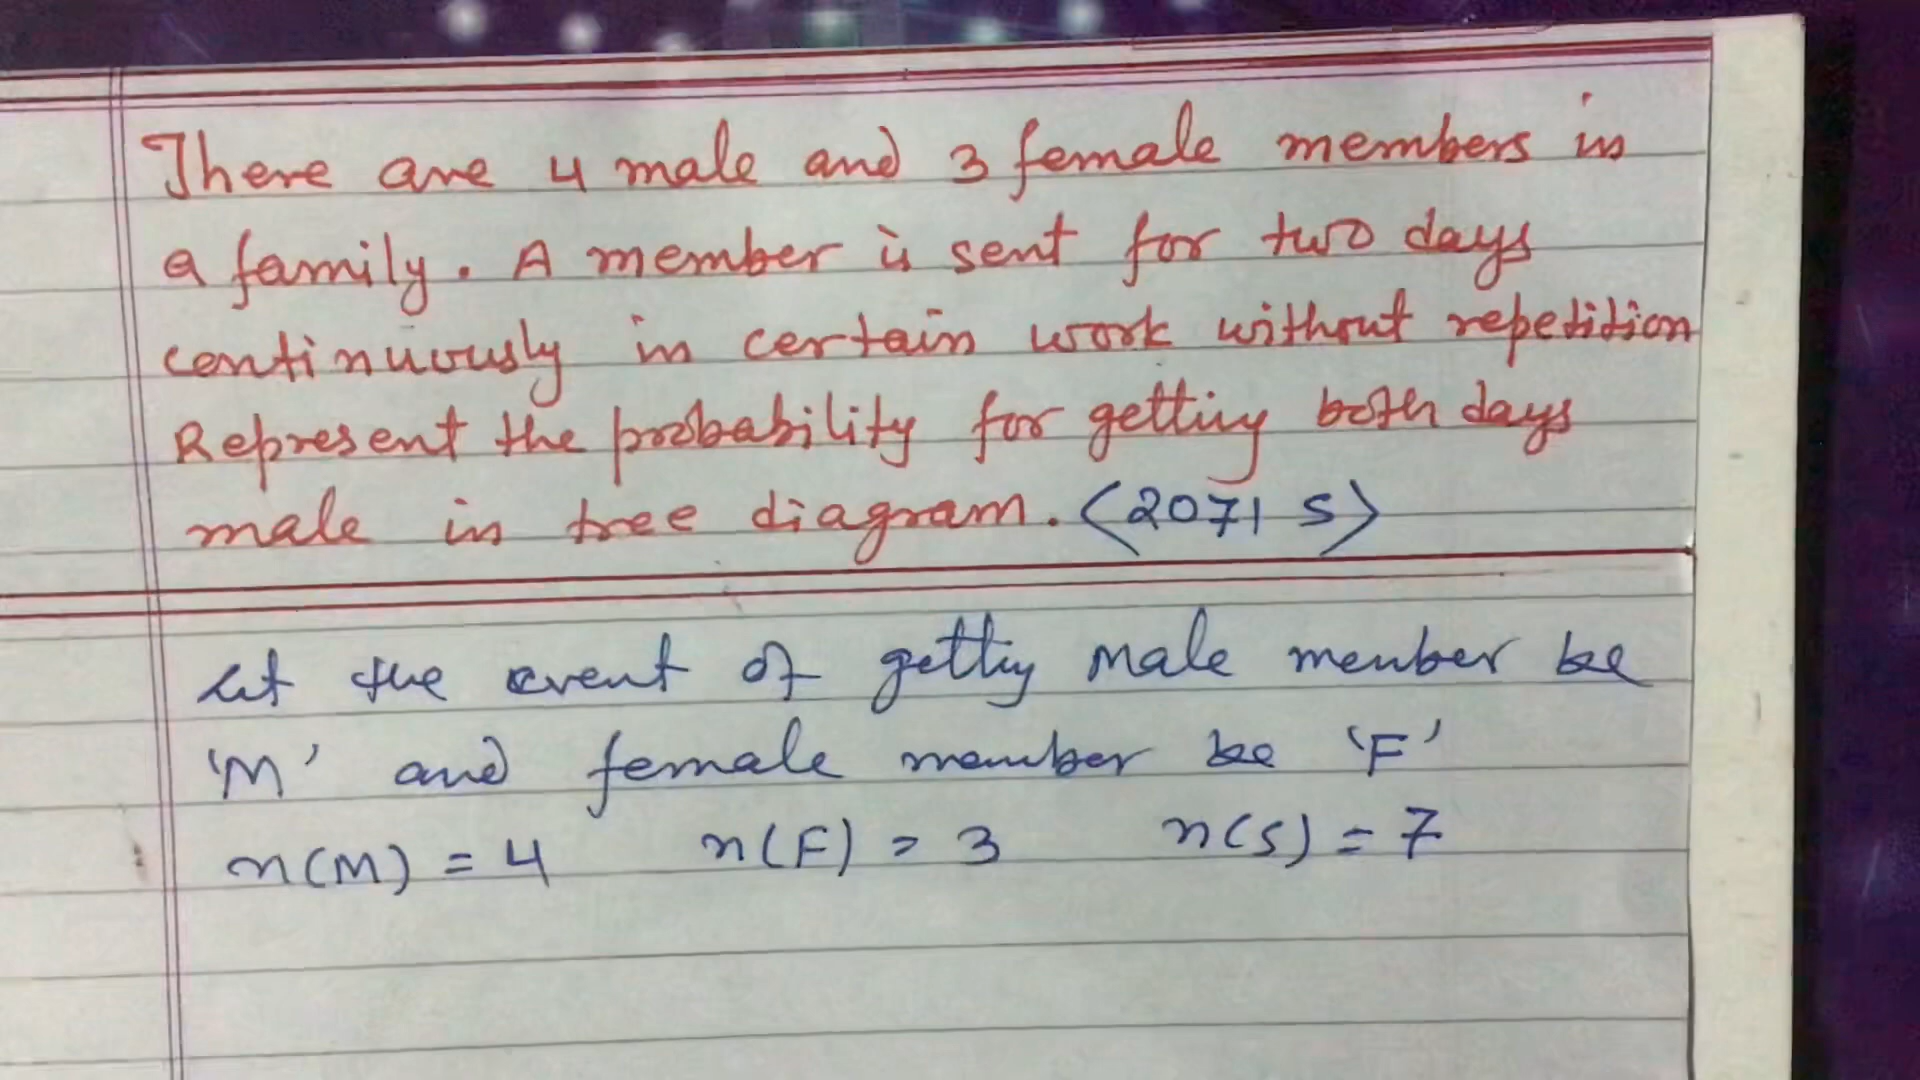 There are 4 male and 3 female members in
a family. A member is sent for two days
continuously in certain work without repetition
Represent the probability for getting both days
male in tree diagram. <2071 S>
Let the event of getting Male member be
'M' and female member be 'F'
n(M) = 4 n(F) = 3 n(S) = 7